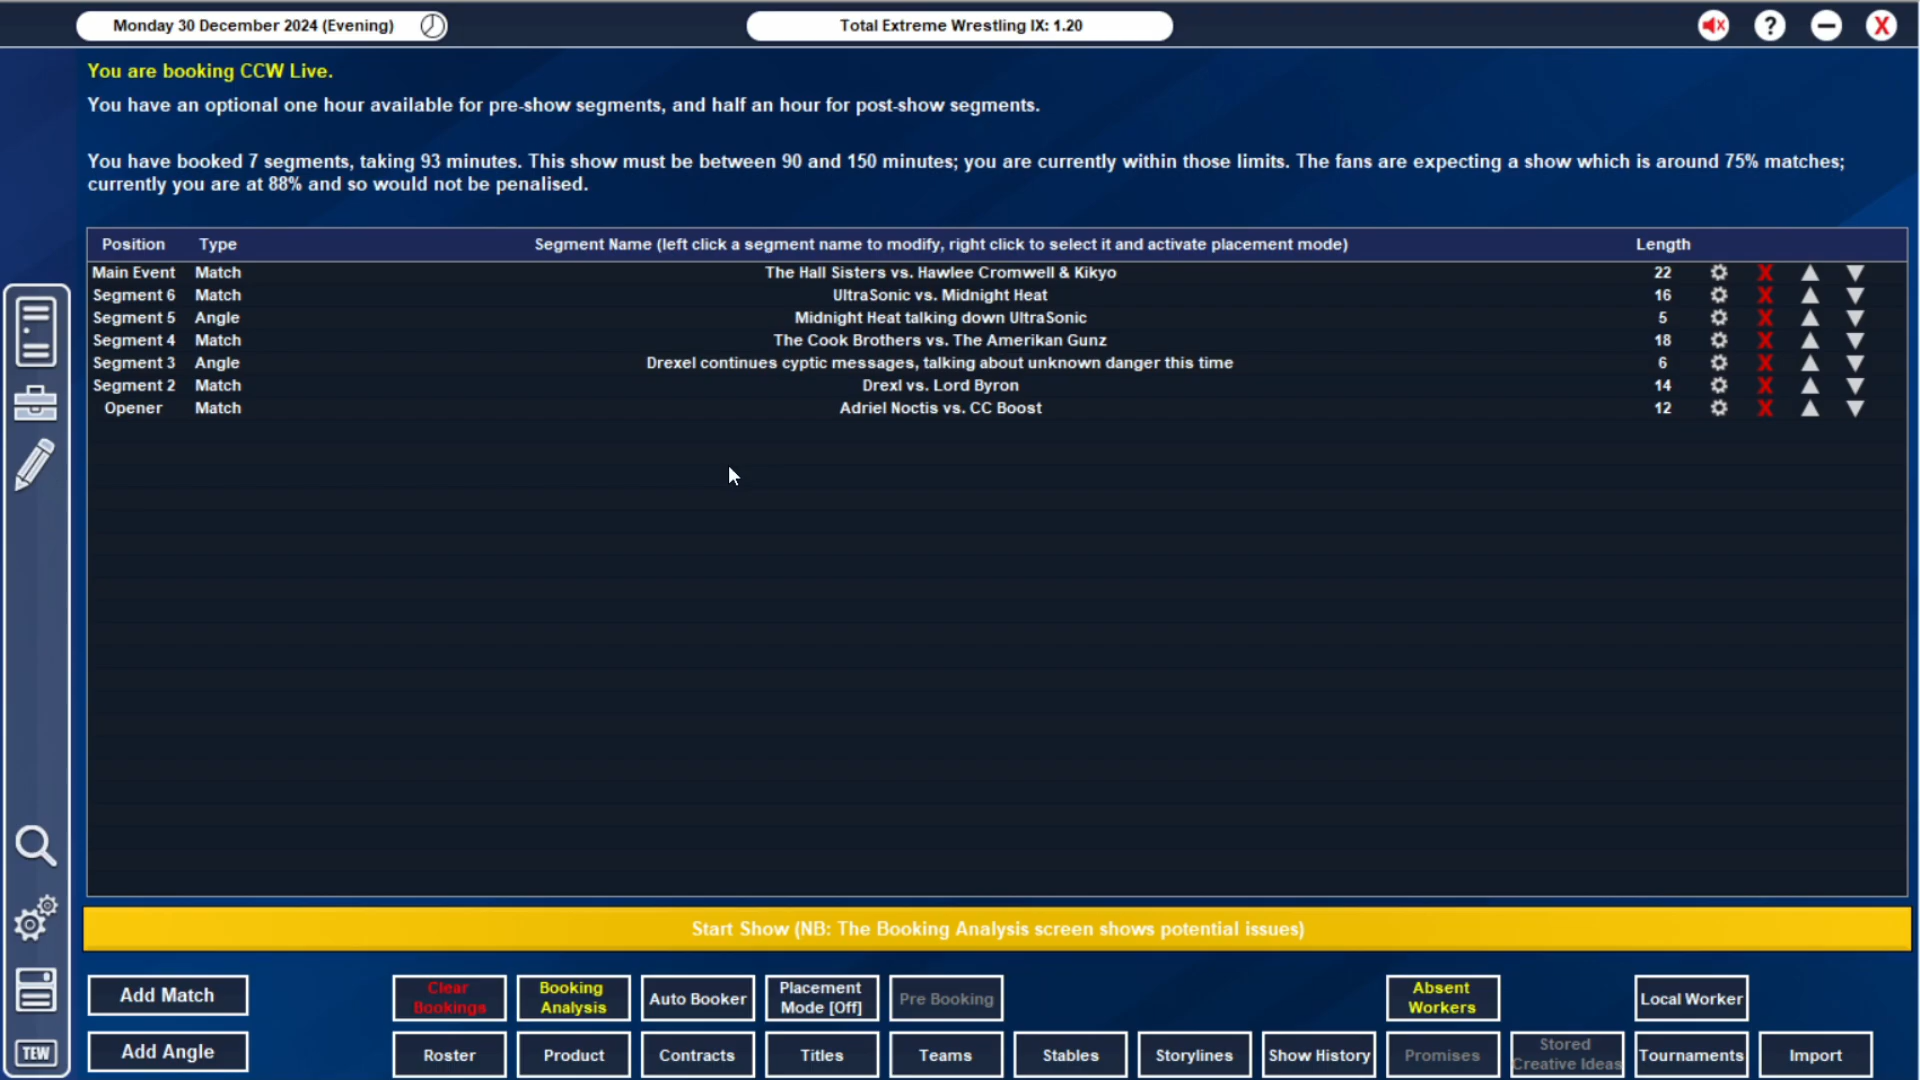 Monday 30 December 2024 (Evening)
Total Extreme Wrestling IX: 1.20
?
X
You are booking CCW Live.
You have an optional one hour available for pre-show segments, and half an hour for post-show segments.
You have booked 7 segments, taking 93 minutes. This show must be between 90 and 150 minutes; you are currently within those limits. The fans are expecting a show which is around 75% matches;
currently you are at 88% and so would not be penalised.
Position Type Segment Name (left click a segment name to modify, right click to select it and activate placement mode) Length
Main Event Match The Hall Sisters vs. Hawlee Cromwell & Kikyo 22 X
Segment 6 Match UltraSonic vs. Midnight Heat 16 X
Segment 5 Angle Midnight Heat talking down UltraSonic 5 X
Segment 4 Match The Cook Brothers vs. The Amerikan Gunz 18 X
Segment 3 Angle Drexel continues cyptic messages, talking about unknown danger this time 6 X
Segment 2 Match Drexl vs. Lord Byron 14 X
Opener Match Adriel Noctis vs. CC Boost 12 X
Start Show (NB: The Booking Analysis screen shows potential issues)
Add Match
Clear Bookings
Booking Analysis
Auto Booker
Placement Mode [Off]
Pre Booking
Absent Workers
Local Worker
TEW
Add Angle
Roster
Product
Contracts
Titles
Teams
Stables
Storylines
Show History
Promises
Stored Creative Ideas
Tournaments
Import